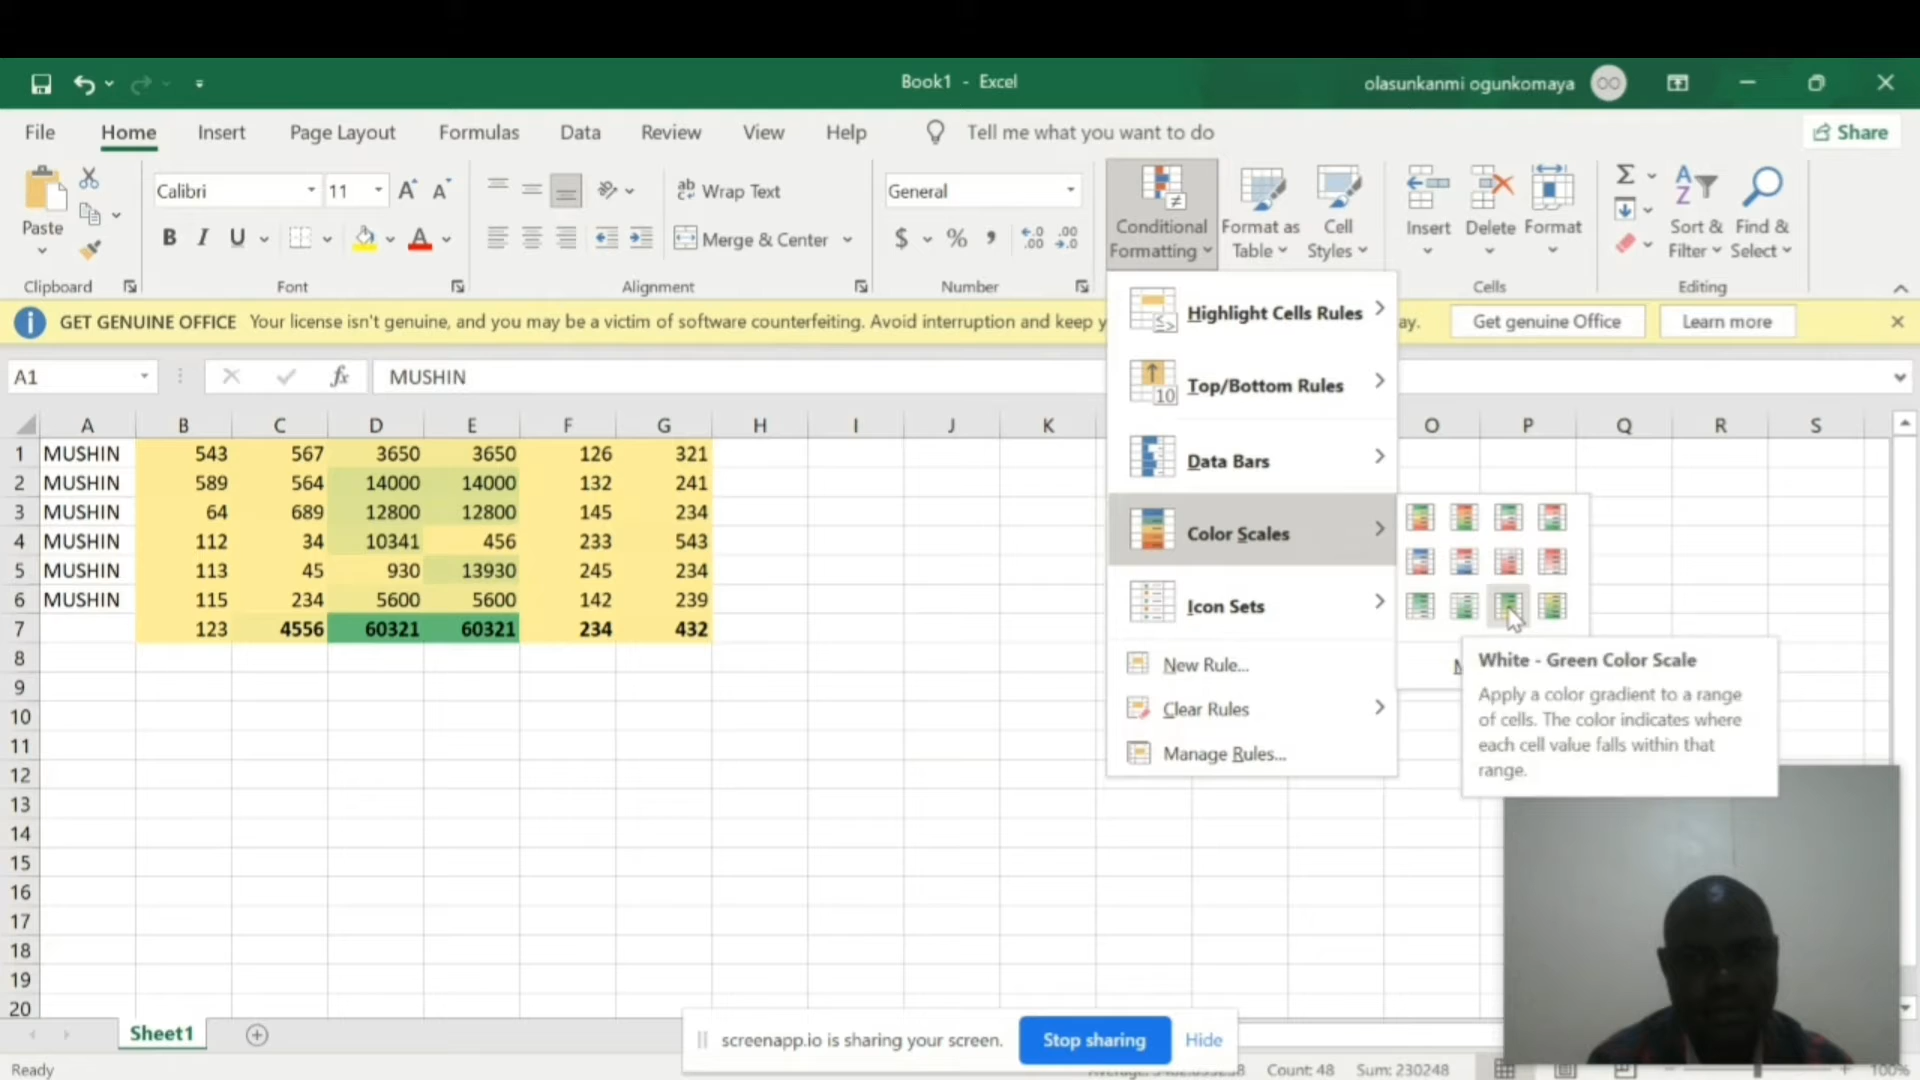 Book1 - Excel
olasunkanmi ogunkomaya
OO
File Home Insert Page Layout Formulas Data Review View Help Tell me what you want to do
Share
Paste
Calibri 11
B I U
Wrap Text
Merge & Center
General
Conditional Formatting
Format as Table
Cell Styles
Insert Delete Format
Sort & Filter
Find & Select
Clipboard Font Alignment Number Cells Editing
GET GENUINE OFFICE Your license isn't genuine, and you may be a victim of software counterfeiting. Avoid interruption and keep
ay. Get genuine Office Learn more
A1 fx MUSHIN
A B C D E F G H I J K O P Q R S
1 MUSHIN 543 567 3650 3650 126 321
2 MUSHIN 589 564 14000 14000 132 241
3 MUSHIN 64 689 12800 12800 145 234
4 MUSHIN 112 34 10341 456 233 543
5 MUSHIN 113 45 930 13930 245 234
6 MUSHIN 115 234 5600 5600 142 239
7 123 4556 60321 60321 234 432
8
9
10
11
12
13
14
15
16
17
18
19
20
Highlight Cells Rules
Top/Bottom Rules
Data Bars
Color Scales
Icon Sets
New Rule...
Clear Rules
Manage Rules...
White - Green Color Scale
Apply a color gradient to a range
of cells. The color indicates where
each cell value falls within that
range.
Sheet1
screenapp.io is sharing your screen. Stop sharing Hide
Ready
Count: 48 Sum: 230248 100%